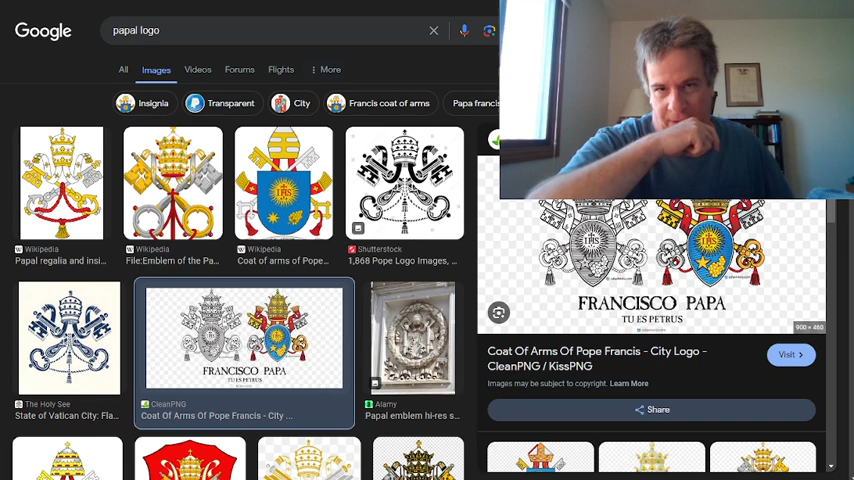 Google
papal logo
All Images Videos Forums Flights More
Insignia Transparent City Francis coat of arms Papa francis
Wikipedia
Papal regalia and insi...
Wikipedia
File:Emblem of the Pa...
Wikipedia
Coat of arms of Pope...
Shutterstock
1,868 Pope Logo Images, ...
The Holy See
State of Vatican City: Fla...
IHS
FRANCISCO PAPA
TU ES PETRUS
CleanPNG
Coat Of Arms Of Pope Francis - City ...
Alamy
Papal emblem hi-res s...
IHS
IHS
FRANCISCO PAPA
TU ES PETRUS
900 × 460
Coat Of Arms Of Pope Francis - City Logo -
CleanPNG / KissPNG
Visit
Images may be subject to copyright. Learn More
Share